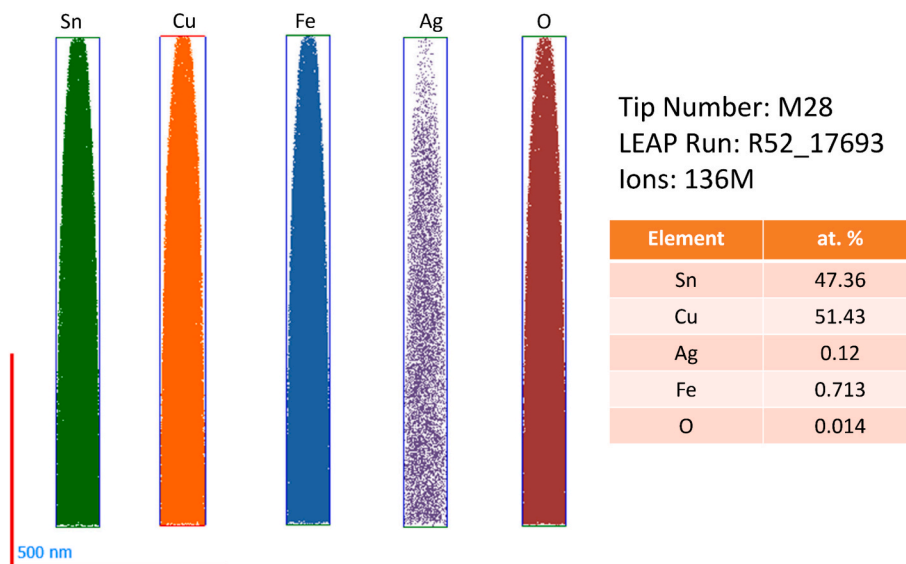 Sn Cu Fe Ag O
Tip Number: M28
LEAP Run: R52_17693
Ions: 136M
Element at. %
Sn 47.36
Cu 51.43
Ag 0.12
Fe 0.713
O 0.014
500 nm